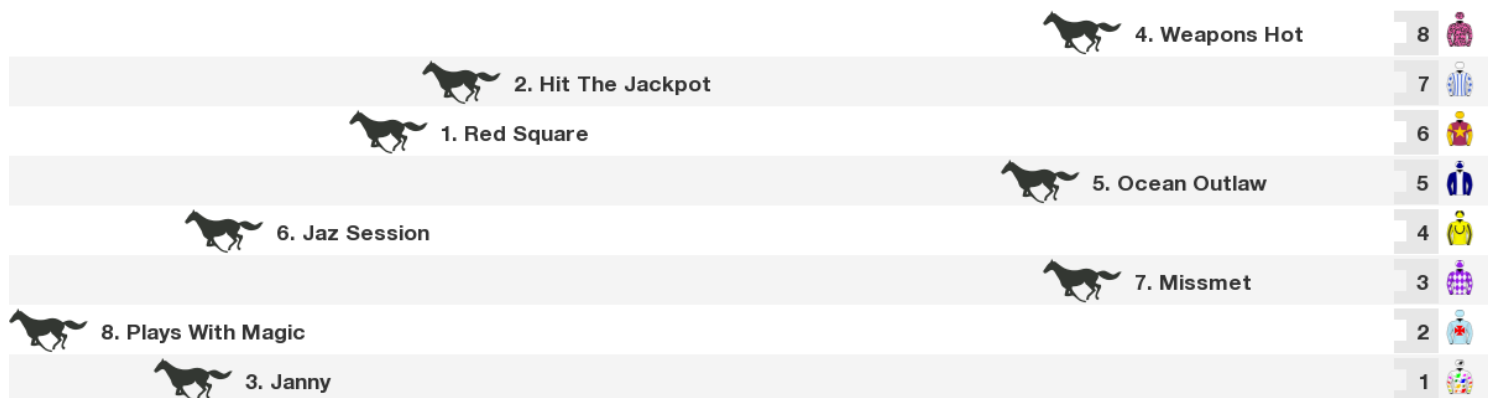 4. Weapons Hot 8
2. Hit The Jackpot 7
1. Red Square 6
5. Ocean Outlaw 5
6. Jaz Session 4
7. Missmet 3
8. Plays With Magic 2
3. Janny 1